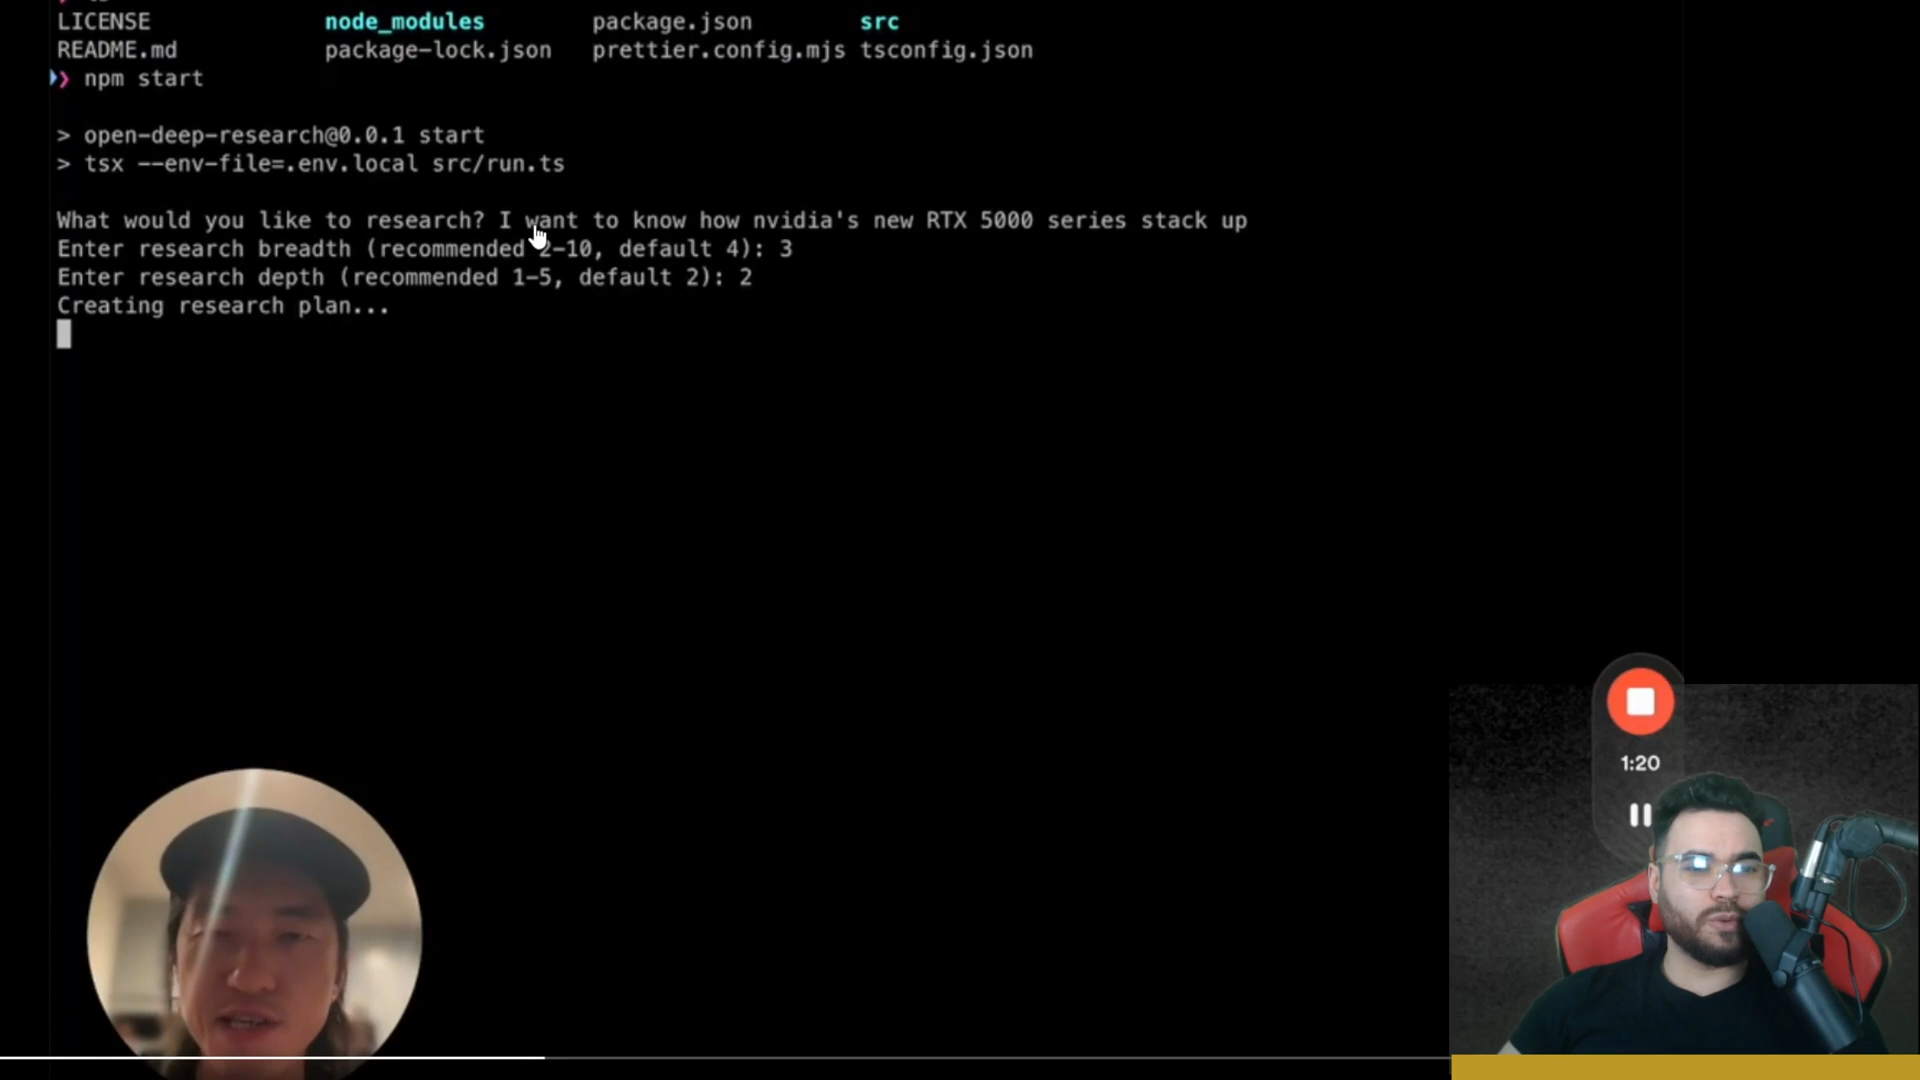 LICENSE node_modules package.json src
README.md package-lock.json prettier.config.mjs tsconfig.json
npm start
> open-deep-research@0.0.1 start
> tsx --env-file=.env.local src/run.ts
What would you like to research? I want to know how nvidia's new RTX 5000 series stack up
Enter research breadth (recommended 2-10, default 4): 3
Enter research depth (recommended 1-5, default 2): 2
Creating research plan...
1:20